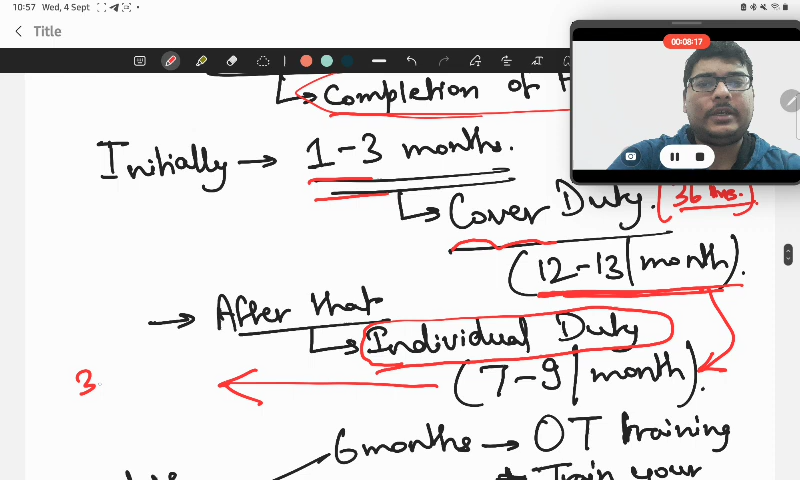 10:57 Wed, 4 Sept
Title
00:08:17
Completion of
Initially → 1-3 months.
Cover Duty. (36 hrs.)
(12-13/month).
→ After that
Individual Duty
(7-9/month).
3
6 months → OT training
Train your